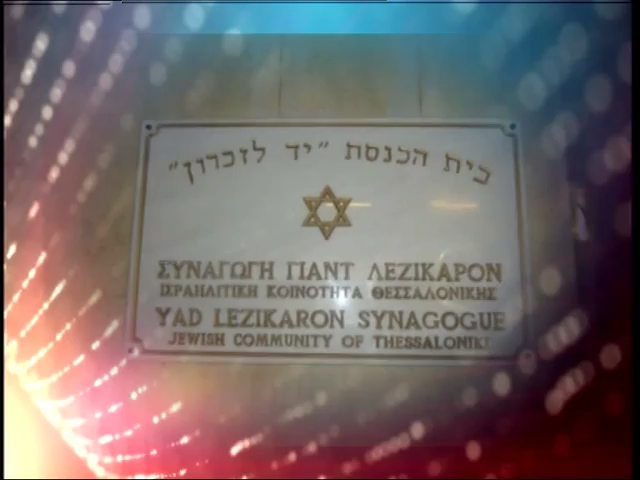 בית הכנסת "יד לזכרון"
ΣΥΝΑΓΩΓΗ ΓΙΑΝΤ ΛΕΖΙΚΑΡΟΝ
ΙΣΡΑΗΛΙΤΙΚΗ ΚΟΙΝΟΤΗΤΑ ΘΕΣΣΑΛΟΝΙΚΗΣ
YAD LEZIKARON SYNAGOGUE
JEWISH COMMUNITY OF THESSALONIKI